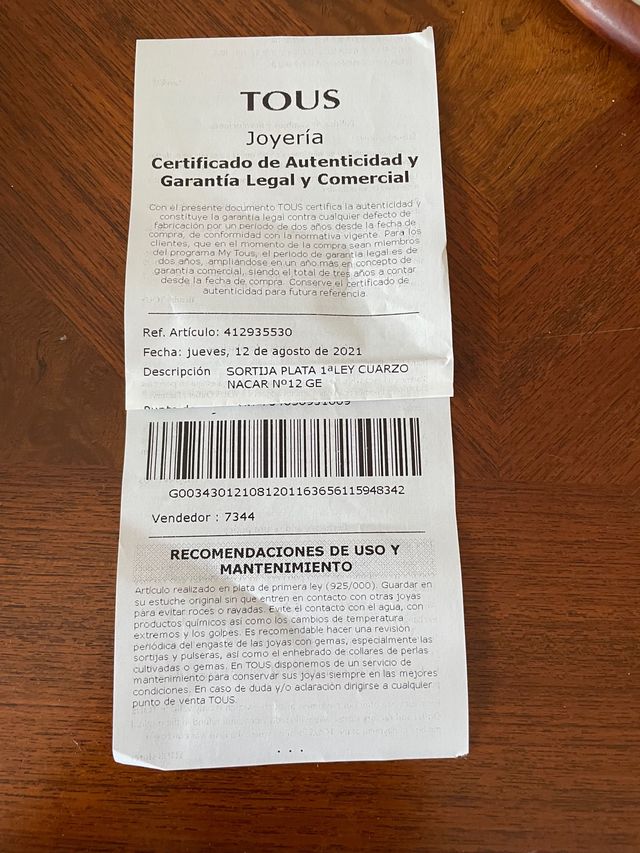 TOUS
Joyería
Certificado de Autenticidad y
Garantía Legal y Comercial
Con el presente documento TOUS certifica la autenticidad y
constituye la garantia legal contra cualquier defecto de
fabricación por un periodo de dos años desde la fecha de
compra, de conformidad con la normativa vigente. Para los
clientes, que en el momento de la compra sean miembros
del programa My Tous, el periodo de garantía legal es de
dos años, ampliándose en un año más en concepto de
garantía comercial, siendo el total de tres años a contar
desde la fecha de compra. Conserve el certificado de
autenticidad para futura referencia.
Ref. Artículo: 412935530
Fecha: jueves, 12 de agosto de 2021
Descripción SORTIJA PLATA 1ªLEY CUARZO
NACAR Nº12 GE
G003430121081201163656115948342
Vendedor : 7344
RECOMENDACIONES DE USO Y
MANTENIMIENTO
Artículo realizado en plata de primera ley (925/000). Guardar en
su estuche original sin que entren en contacto con otras joyas
para evitar roces o rayadas. Evite el contacto con el agua, con
productos químicos así como los cambios de temperatura
extremos y los golpes. Es recomendable hacer una revisión
periódica del engaste de las joyas con gemas, especialmente las
sortijas y pulseras, así como el enhebrado de collares de perlas
cultivadas o gemas. En TOUS disponemos de un servicio de
mantenimiento para conservar sus joyas siempre en las mejores
condiciones. En caso de duda y/o aclaración dirigirse a cualquier
punto de venta TOUS.
...